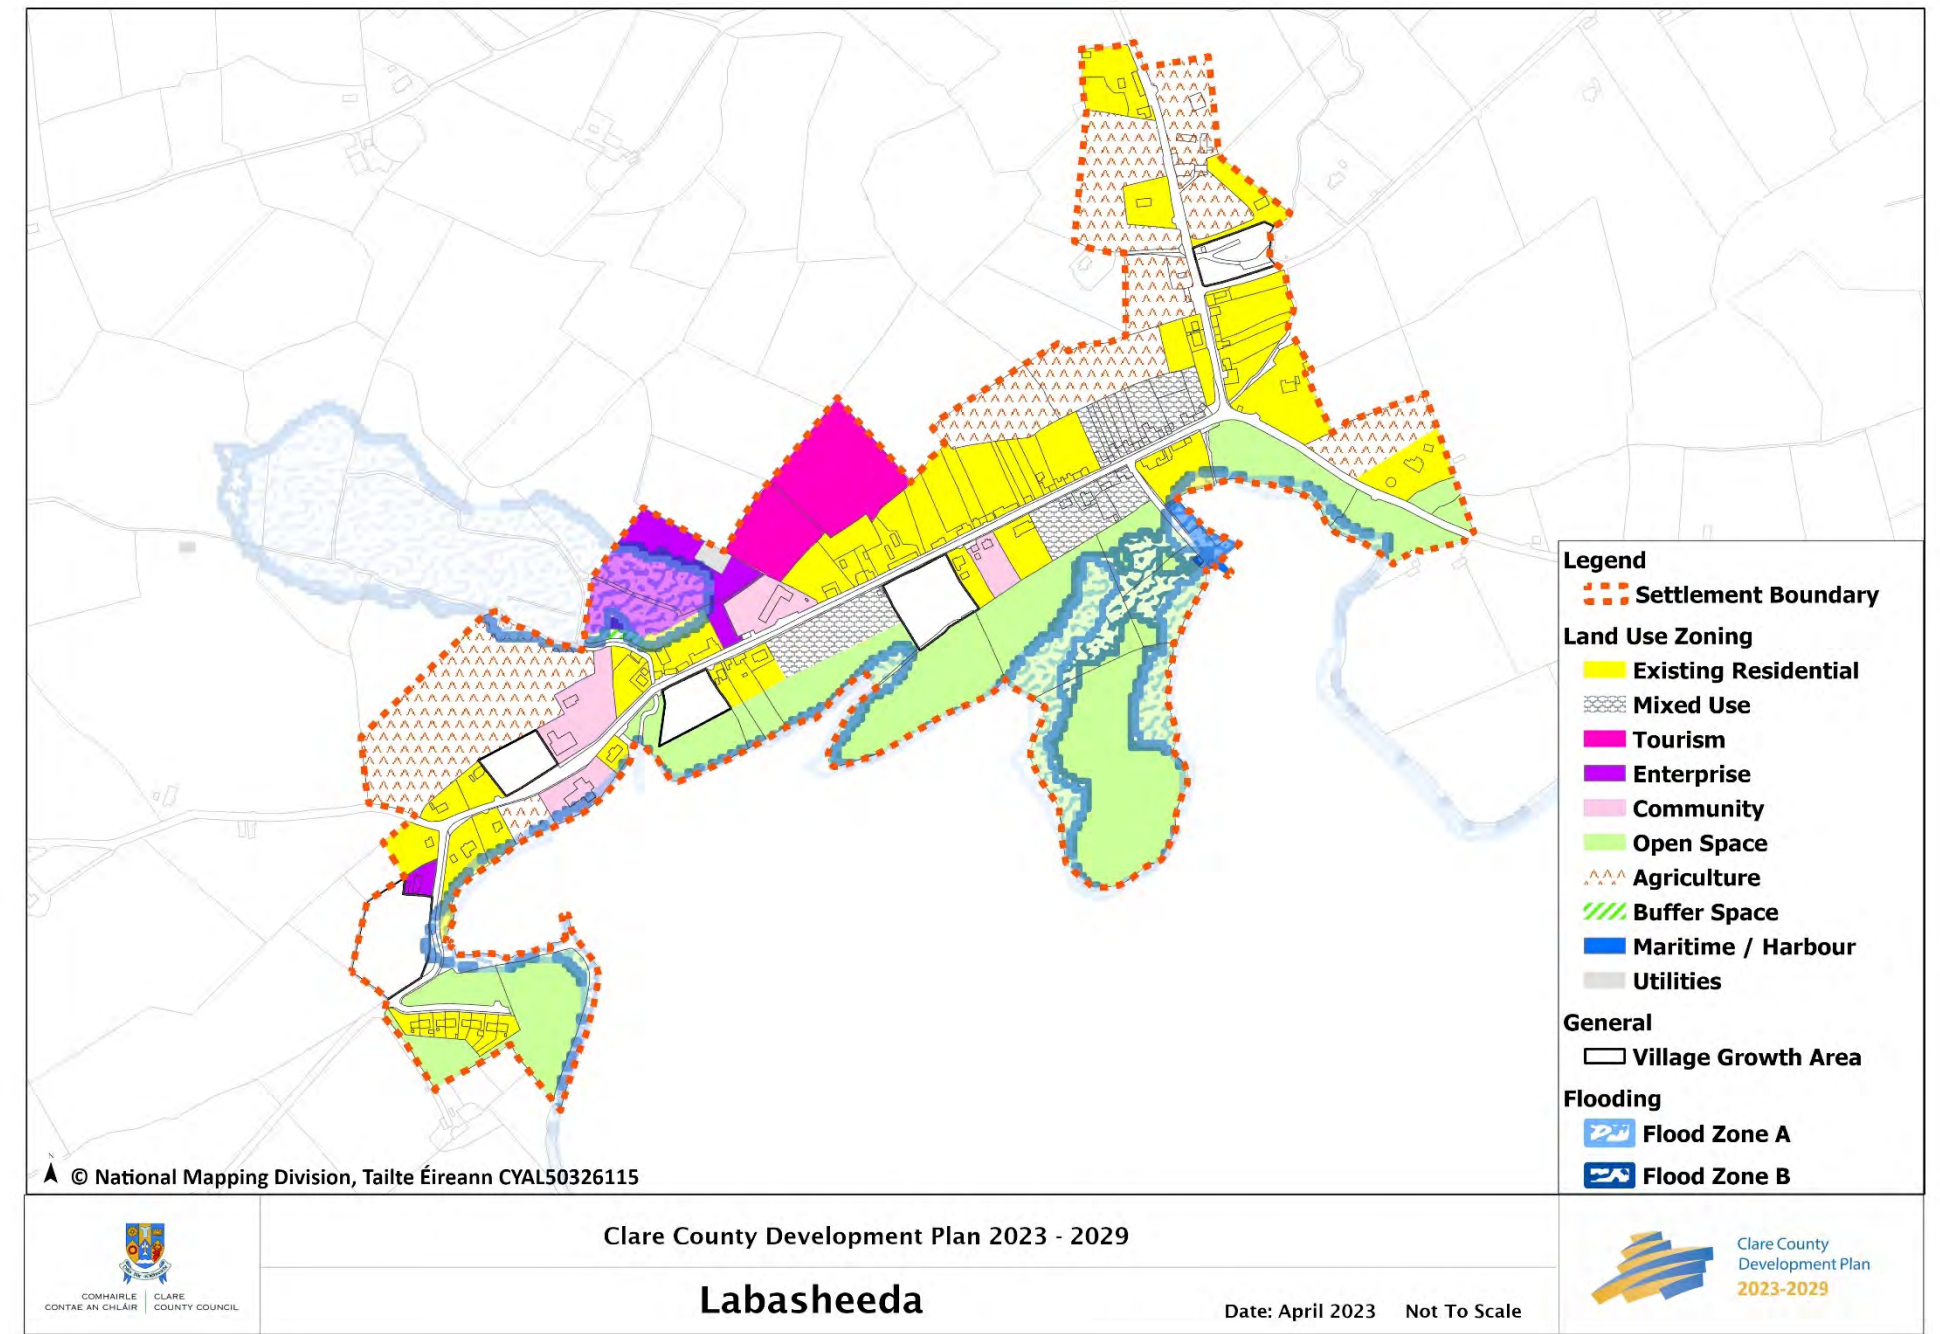 Legend
Settlement Boundary
Land Use Zoning
Existing Residential
Mixed Use
Tourism
Enterprise
Community
Open Space
Agriculture
Buffer Space
Maritime / Harbour
Utilities
General
Village Growth Area
Flooding
Flood Zone A
Flood Zone B
N
© National Mapping Division, Tailte Éireann CYAL50326115
COMHAIRLE
CONTAE AN CHLÁIR
CLARE
COUNTY COUNCIL
Clare County Development Plan 2023 - 2029
Labasheeda
Date: April 2023 Not To Scale
Clare County
Development Plan
2023-2029